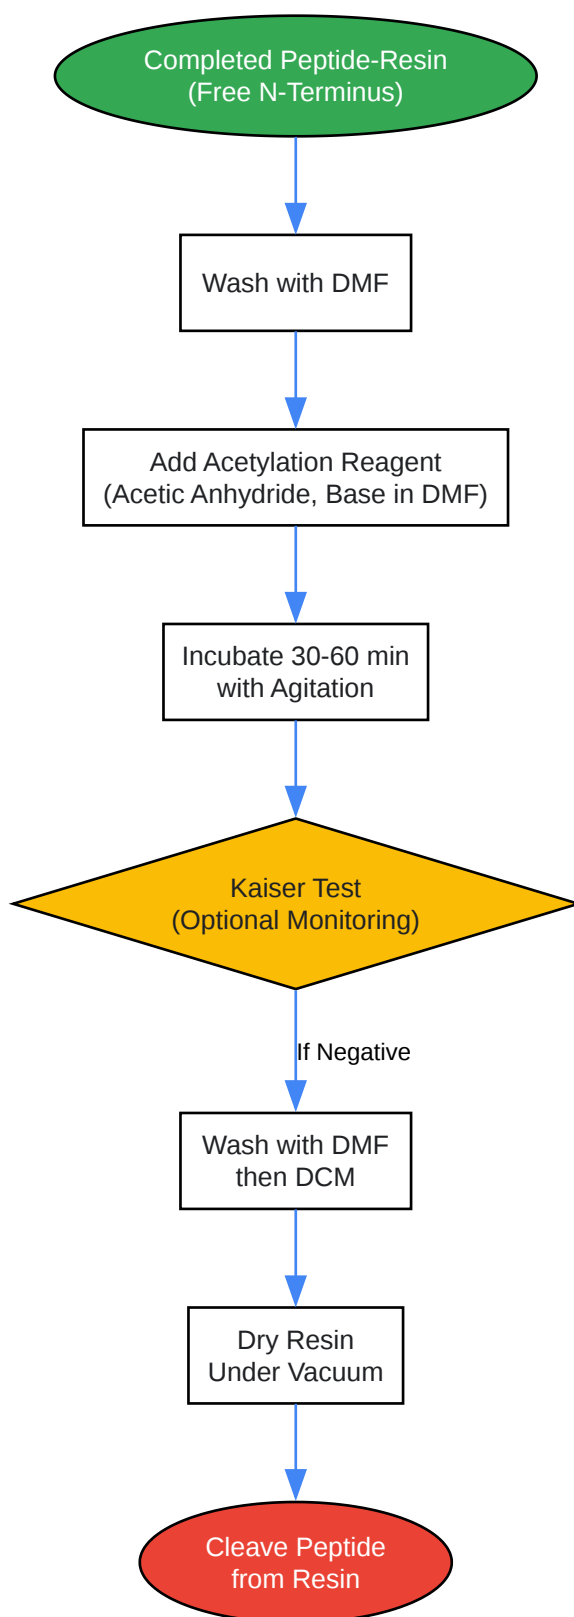 Completed Peptide-Resin
(Free N-Terminus)
Wash with DMF
Add Acetylation Reagent
(Acetic Anhydride, Base in DMF)
Incubate 30-60 min
with Agitation
Kaiser Test
(Optional Monitoring)
If Negative
Wash with DMF
then DCM
Dry Resin
Under Vacuum
Cleave Peptide
from Resin